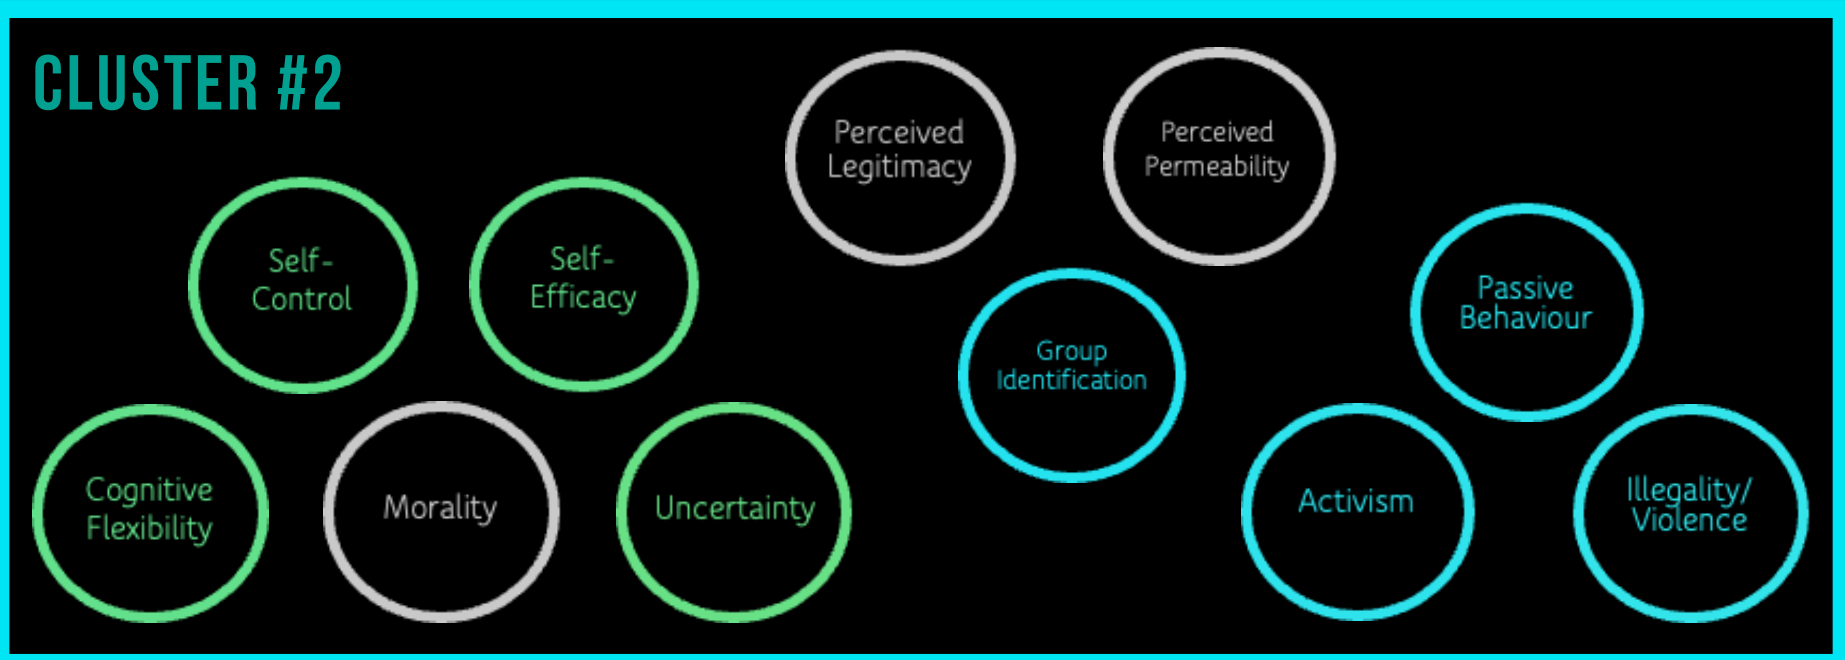 CLUSTER #2
Perceived
Legitimacy
Perceived
Permeability
Self-
Control
Self-
Efficacy
Passive
Behaviour
Group
Identification
Cognitive
Flexibility
Morality
Uncertainty
Activism
Illegality/
Violence